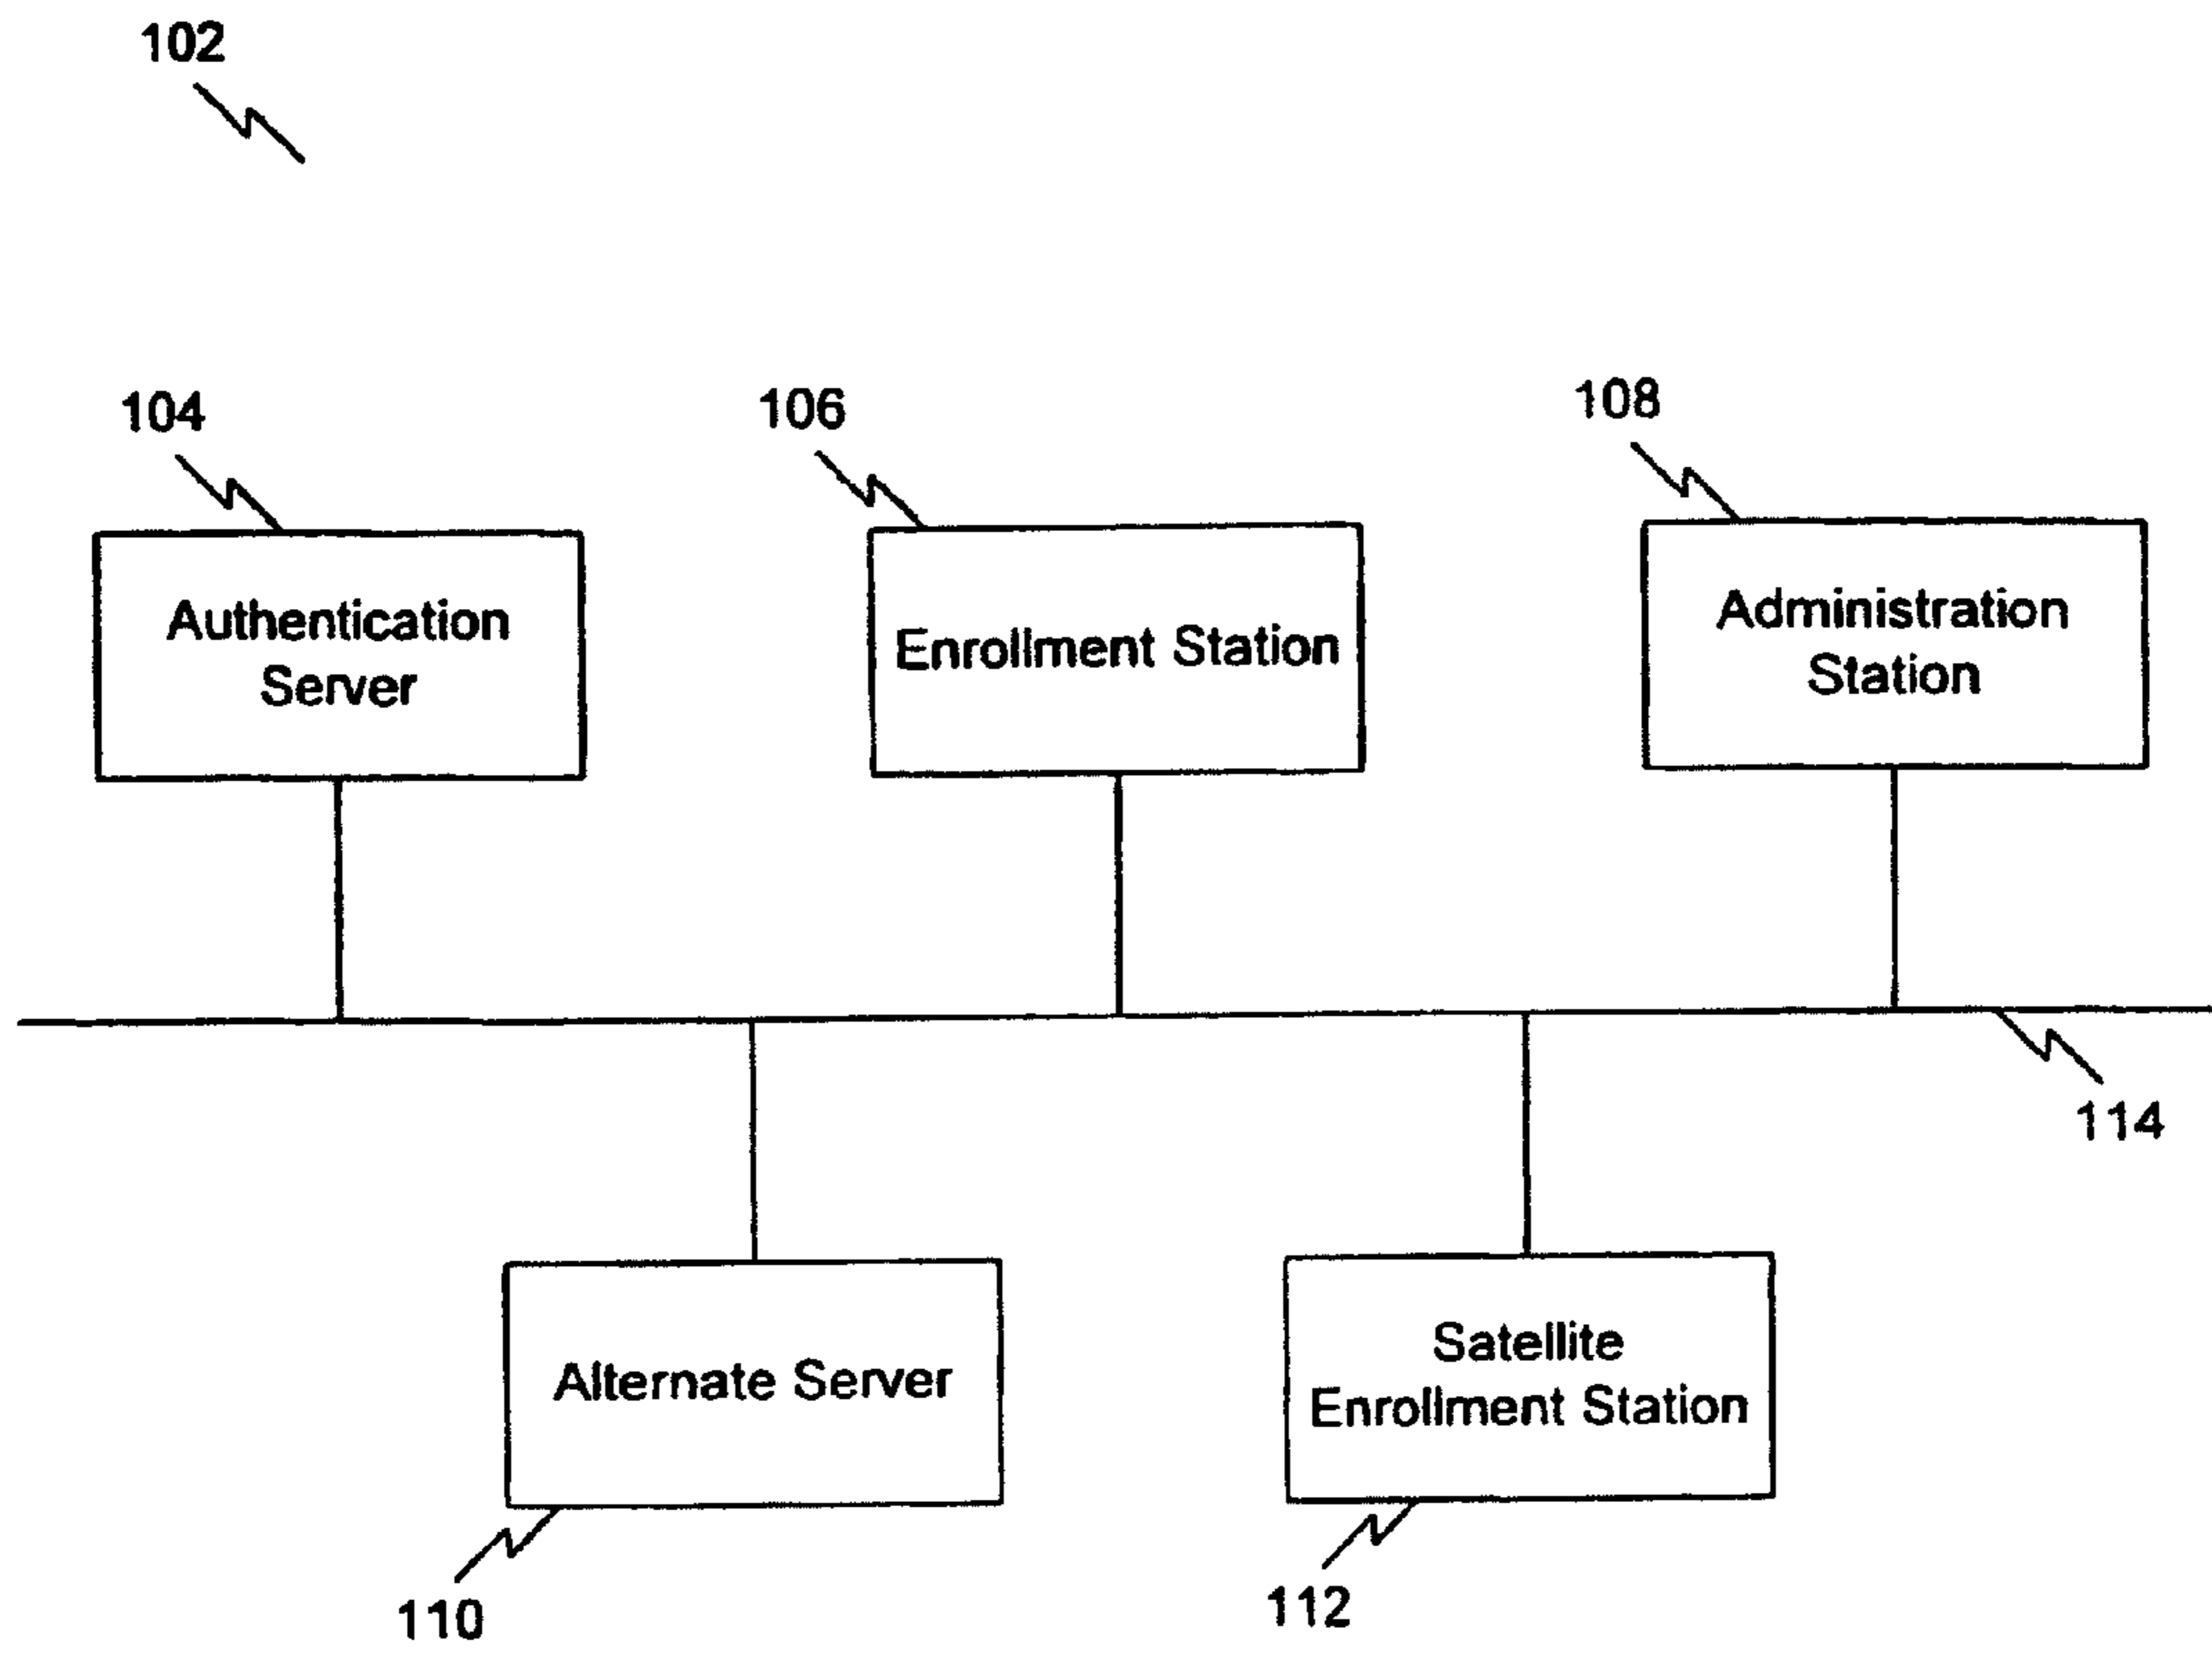 102
104
106
108
Authentication
Server
Enrollment Station
Administration
Station
114
Alternate Server
Satellite
Enrollment Station
110
112